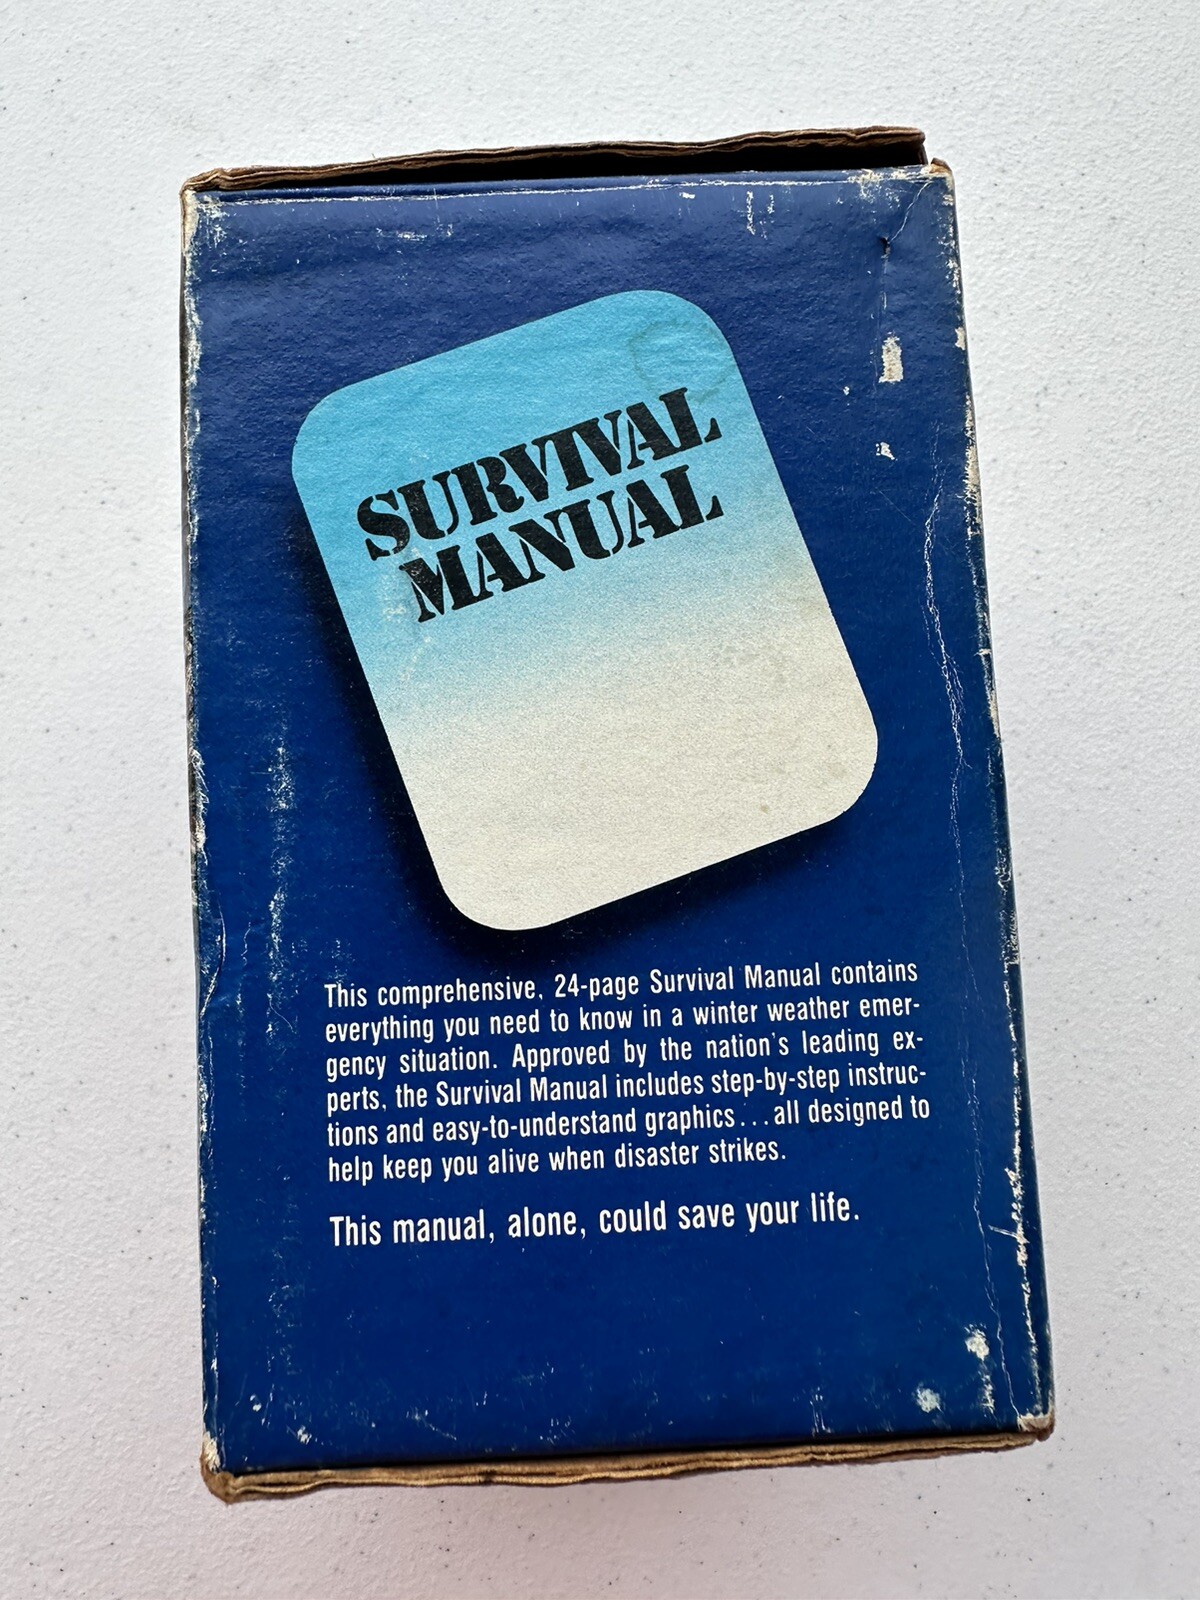 SURVIVAL
MANUAL
This comprehensive, 24-page Survival Manual contains
everything you need to know in a winter weather emer-
gency situation. Approved by the nation's leading ex-
perts, the Survival Manual includes step-by-step instruc-
tions and easy-to-understand graphics...all designed to
help keep you alive when disaster strikes.
This manual, alone, could save your life.